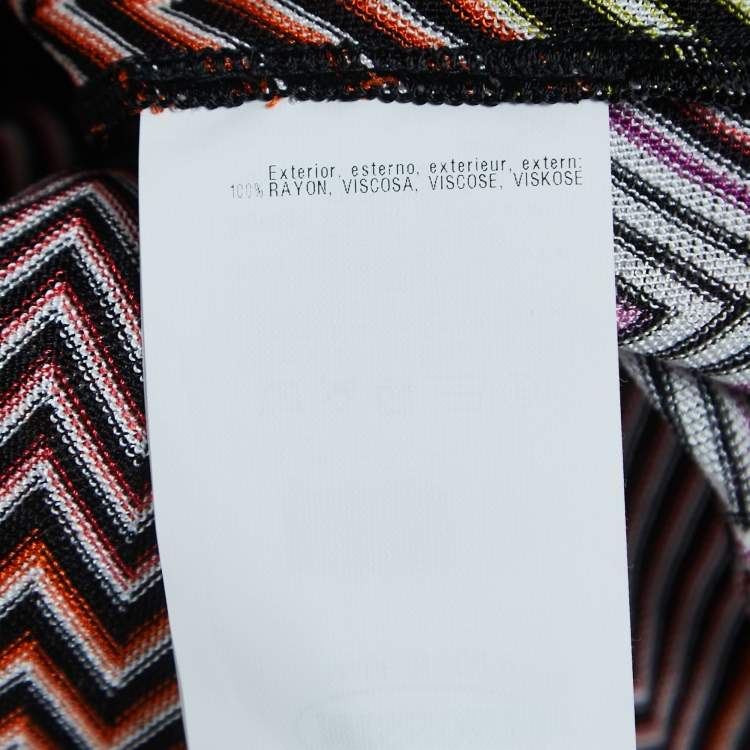 Exterior, esterno, exterieur, extern:
100% RAYON, VISCOSA, VISCOSE, VISKOSE